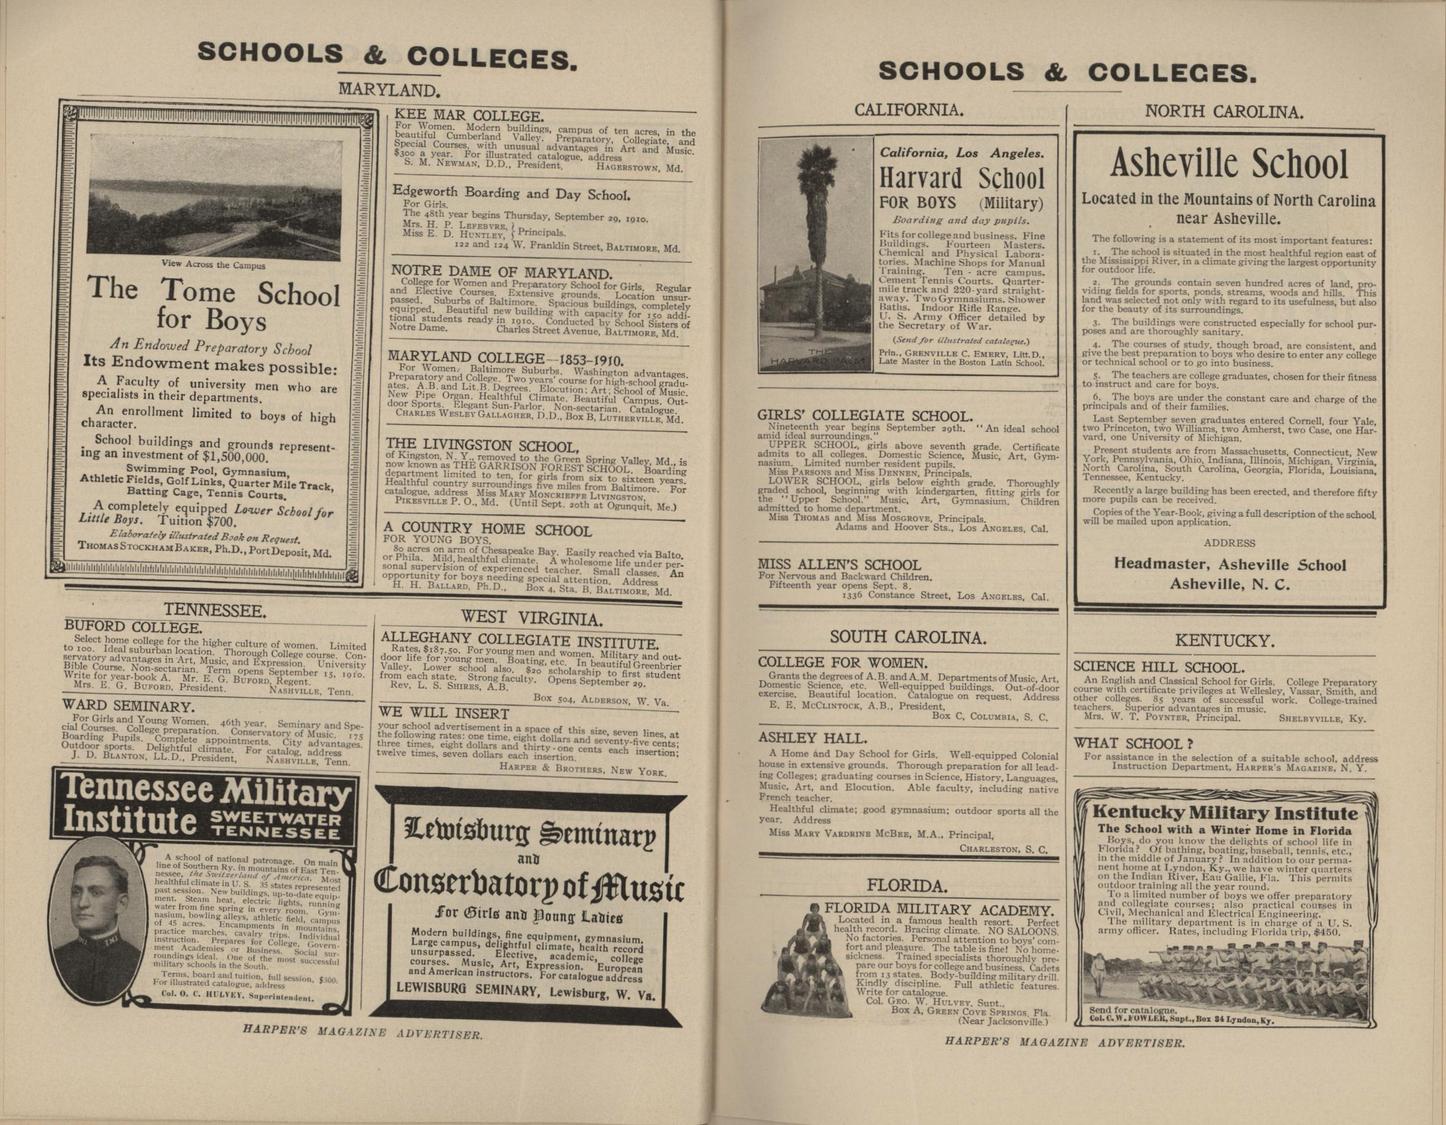 SCHOOLS & COLLEGES.
MARYLAND.
View Across the Campus
The Tome School
for Boys
An Endowed Preparatory School
Its Endowment makes possible:
A Faculty of university men who are
specialists in their departments.
An enrollment limited to boys of high
character.
School buildings and grounds represent-
ing an investment of $1,500,000.
Swimming Pool, Gymnasium,
Athletic Fields, Golf Links, Quarter Mile Track,
Batting Cage, Tennis Courts.
A completely equipped Lower School for
Little Boys. Tuition $700.
Elaborately illustrated Book on Request.
THOMAS STOCKHAM BAKER, Ph.D., Port Deposit, Md.
KEE MAR COLLEGE.
For Women. Modern buildings, campus of ten acres, in the
beautiful Cumberland Valley. Preparatory, Collegiate, and
Special Courses, with unusual advantages in Art and Music.
$300 a year. For illustrated catalogue, address
S. M. NEWMAN, D.D., President, HAGERSTOWN, Md.
Edgeworth Boarding and Day School.
For Girls.
The 48th year begins Thursday, September 29, 1910.
Mrs. H. P. LEFEBVRE, } Principals.
Miss E. D. HUNTLEY, }
122 and 124 W. Franklin Street, BALTIMORE, Md.
NOTRE DAME OF MARYLAND.
College for Women and Preparatory School for Girls. Regular
and Elective Courses. Extensive grounds. Location unsur-
passed. Suburbs of Baltimore. Spacious buildings, completely
equipped. Beautiful new building with capacity for 150 addi-
tional students ready in 1910. Conducted by School Sisters of
Notre Dame. Charles Street Avenue, BALTIMORE, Md.
MARYLAND COLLEGE—1853-1910.
For Women. Baltimore Suburbs. Washington advantages.
Preparatory and College. Two years' course for high-school gradu-
ates. A.B. and Lit.B. Degrees. Elocution; Art; School of Music.
New Pipe Organ. Healthful Climate. Beautiful Campus. Out-
door Sports. Elegant Sun-Parlor. Non-sectarian. Catalogue.
CHARLES WESLEY GALLAGHER, D.D., Box B, LUTHERVILLE, Md.
THE LIVINGSTON SCHOOL,
of Kingston, N. Y., removed to the Green Spring Valley, Md., is
now known as THE GARRISON FOREST SCHOOL. Boarding
department limited to ten, for girls from six to sixteen years.
Healthful country surroundings five miles from Baltimore. For
catalogue, address Miss MARY MONCRIEFFE LIVINGSTON,
PIKESVILLE P. O., Md. (Until Sept. 20th at Ogunquit, Me.)
A COUNTRY HOME SCHOOL
FOR YOUNG BOYS.
80 acres on arm of Chesapeake Bay. Easily reached via Balto.
or Phila. Mild, healthful climate. A wholesome life under per-
sonal supervision of experienced teacher. Small classes. An
opportunity for boys needing special attention. Address
H. H. BALLARD, Ph.D., Box 4, Sta. B, BALTIMORE, Md.
TENNESSEE.
BUFORD COLLEGE.
Select home college for the higher culture of women. Limited
to 100. Ideal suburban location. Thorough College course. Con-
servatory advantages in Art, Music, and Expression. University
Bible Course. Non-sectarian. Term opens September 15, 1910.
Write for year-book A. Mr. E. G. BUFORD, Regent.
Mrs. E. G. BUFORD, President. NASHVILLE, Tenn.
WARD SEMINARY.
For Girls and Young Women. 46th year. Seminary and Spe-
cial Courses. College preparation. Conservatory of Music. 175
Boarding Pupils. Complete appointments. City advantages.
Outdoor sports. Delightful climate. For catalog, address
J. D. BLANTON, LL.D., President, NASHVILLE, Tenn.
Tennessee Military
Institute SWEETWATER
TENNESSEE
A school of national patronage. On main
line of Southern Ry. in mountains of East Ten-
nessee, the Switzerland of America. Most
healthful climate in U. S. 35 states represented
past session. New buildings, up-to-date equip-
ment. Steam heat, electric lights, running
water from fine spring in every room. Gym-
nasium, bowling alleys, athletic field, campus
of 45 acres. Encampments in mountains,
practice marches, cavalry trips. Individual
instruction. Prepares for College, Govern-
ment Academies or Business. Social sur-
roundings ideal. One of the most successful
military schools in the South.
Terms, board and tuition, full session, $300.
For illustrated catalogue, address
Col. O. C. HULVEY, Superintendent.
WEST VIRGINIA.
ALLEGHANY COLLEGIATE INSTITUTE.
Rates, $187.50. For young men and women. Military and out-
door life for young men. Boating, etc. In beautiful Greenbrier
Valley. Lower school also. $20 scholarship to first student
from each state. Strong faculty. Opens September 29.
Rev. L. S. SHIRES, A.B.
Box 504, ALDERSON, W. Va.
WE WILL INSERT
your school advertisement in a space of this size, seven lines, at
the following rates: one time, eight dollars and seventy-five cents;
three times, eight dollars and thirty-one cents each insertion;
twelve times, seven dollars each insertion.
HARPER & BROTHERS, NEW YORK.
Lewisburg Seminary
and
Conservatory of Music
For Girls and Young Ladies
Modern buildings, fine equipment, gymnasium.
Large campus, delightful climate, health record
unsurpassed. Elective, academic, college
courses. Music, Art, Expression. European
and American instructors. For catalogue address
LEWISBURG SEMINARY, Lewisburg, W. Va.
HARPER'S MAGAZINE ADVERTISER.
SCHOOLS & COLLEGES.
CALIFORNIA.
THE
HARVARD PALM
California, Los Angeles.
Harvard School
FOR BOYS (Military)
Boarding and day pupils.
Fits for college and business. Fine
Buildings. Fourteen Masters.
Chemical and Physical Labora-
tories. Machine Shops for Manual
Training. Ten-acre campus.
Cement Tennis Courts. Quarter-
mile track and 220-yard straight-
away. Two Gymnasiums. Shower
Baths. Indoor Rifle Range.
U. S. Army Officer detailed by
the Secretary of War.
(Send for illustrated catalogue.)
Prin., GRENVILLE C. EMERY, Litt.D.,
Late Master in the Boston Latin School.
GIRLS' COLLEGIATE SCHOOL.
Nineteenth year begins September 29th. "An ideal school
amid ideal surroundings."
UPPER SCHOOL, girls above seventh grade. Certificate
admits to all colleges. Domestic Science, Music, Art, Gym-
nasium. Limited number resident pupils.
Miss PARSONS and Miss DENNEN, Principals.
LOWER SCHOOL, girls below eighth grade. Thoroughly
graded school, beginning with kindergarten, fitting girls for
the "Upper School." Music, Art, Gymnasium. Children
admitted to home department.
Miss THOMAS and Miss MOSGROVE, Principals.
Adams and Hoover Sts., LOS ANGELES, Cal.
MISS ALLEN'S SCHOOL
For Nervous and Backward Children.
Fifteenth year opens Sept. 8.
1336 Constance Street, LOS ANGELES, Cal.
SOUTH CAROLINA.
COLLEGE FOR WOMEN.
Grants the degrees of A.B. and A.M. Departments of Music, Art,
Domestic Science, etc. Well-equipped buildings. Out-of-door
exercise. Beautiful location. Catalogue on request. Address
E. E. MCCLINTOCK, A.B., President,
Box C, COLUMBIA, S. C.
ASHLEY HALL.
A Home and Day School for Girls. Well-equipped Colonial
house in extensive grounds. Thorough preparation for all lead-
ing Colleges; graduating courses in Science, History, Languages,
Music, Art, and Elocution. Able faculty, including native
French teacher.
Healthful climate; good gymnasium; outdoor sports all the
year. Address
Miss MARY VARDRINE MCBEE, M.A., Principal,
CHARLESTON, S. C.
FLORIDA.
FLORIDA MILITARY ACADEMY.
Located in a famous health resort. Perfect
health record. Bracing climate. NO SALOONS.
No factories. Personal attention to boys' com-
fort and pleasure. The table is fine! No home-
sickness. Trained specialists thoroughly pre-
pare our boys for college and business. Cadets
from 13 states. Body-building military drill.
Kindly discipline. Full athletic features.
Write for catalogue.
Col. GEO. W. HULVEY, Supt.,
Box A, GREEN COVE SPRINGS, Fla.
(Near Jacksonville.)
NORTH CAROLINA.
Asheville School
Located in the Mountains of North Carolina
near Asheville.
The following is a statement of its most important features:
1. The school is situated in the most healthful region east of
the Mississippi River, in a climate giving the largest opportunity
for outdoor life.
2. The grounds contain seven hundred acres of land, pro-
viding fields for sports, ponds, streams, woods and hills. This
land was selected not only with regard to its usefulness, but also
for the beauty of its surroundings.
3. The buildings were constructed especially for school pur-
poses and are thoroughly sanitary.
4. The courses of study, though broad, are consistent, and
give the best preparation to boys who desire to enter any college
or technical school or to go into business.
5. The teachers are college graduates, chosen for their fitness
to instruct and care for boys.
6. The boys are under the constant care and charge of the
principals and of their families.
Last September seven graduates entered Cornell, four Yale,
two Princeton, two Williams, two Amherst, two Case, one Har-
vard, one University of Michigan.
Present students are from Massachusetts, Connecticut, New
York, Pennsylvania, Ohio, Indiana, Illinois, Michigan, Virginia,
North Carolina, South Carolina, Georgia, Florida, Louisiana,
Tennessee, Kentucky.
Recently a large building has been erected, and therefore fifty
more pupils can be received.
Copies of the Year-Book, giving a full description of the school,
will be mailed upon application.
ADDRESS
Headmaster, Asheville School
Asheville, N. C.
KENTUCKY.
SCIENCE HILL SCHOOL.
An English and Classical School for Girls. College Preparatory
course with certificate privileges at Wellesley, Vassar, Smith, and
other colleges. 85 years of successful work. College-trained
teachers. Superior advantages in music.
Mrs. W. T. POYNTER, Principal. SHELBYVILLE, Ky.
WHAT SCHOOL?
For assistance in the selection of a suitable school, address
Instruction Department, HARPER'S MAGAZINE, N. Y.
Kentucky Military Institute
The School with a Winter Home in Florida
Boys, do you know the delights of school life in
Florida? Of bathing, boating, baseball, tennis, etc.,
in the middle of January? In addition to our perma-
nent home at Lyndon, Ky., we have winter quarters
on the Indian River, Eau Gallie, Fla. This permits
outdoor training all the year round.
To a limited number of boys we offer preparatory
and collegiate courses; also practical courses in
Civil, Mechanical and Electrical Engineering.
The military department is in charge of a U. S.
army officer. Rates, including Florida trip, $450.
Send for catalogue.
Col. C. W. FOWLER, Supt., Box 34 Lyndon, Ky.
HARPER'S MAGAZINE ADVERTISER.